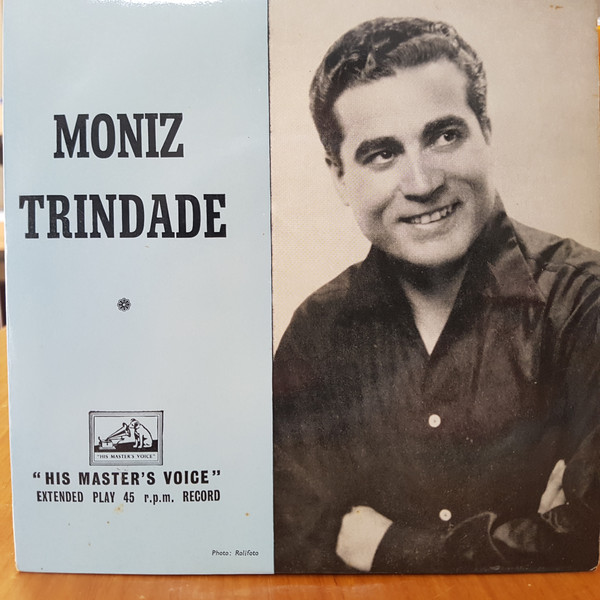 MONIZ
TRINDADE
"HIS MASTER'S VOICE"
"HIS MASTER'S VOICE"
EXTENDED PLAY 45 r.p.m. RECORD
Photo: Rolifoto